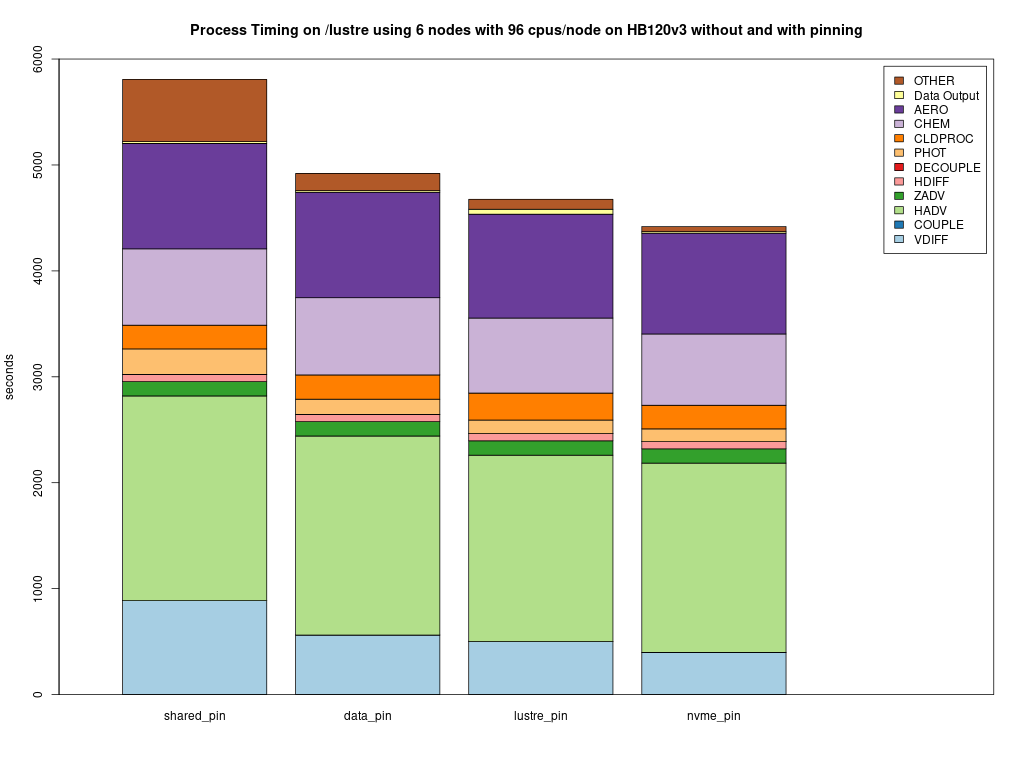 Process Timing on /lustre using 6 nodes with 96 cpus/node on HB120v3 without and with pinning
seconds
6000
5000
4000
3000
2000
1000
0
OTHER
Data Output
AERO
CHEM
CLDPROC
PHOT
DECOUPLE
HDIFF
ZADV
HADV
COUPLE
VDIFF
shared_pin
data_pin
lustre_pin
nvme_pin